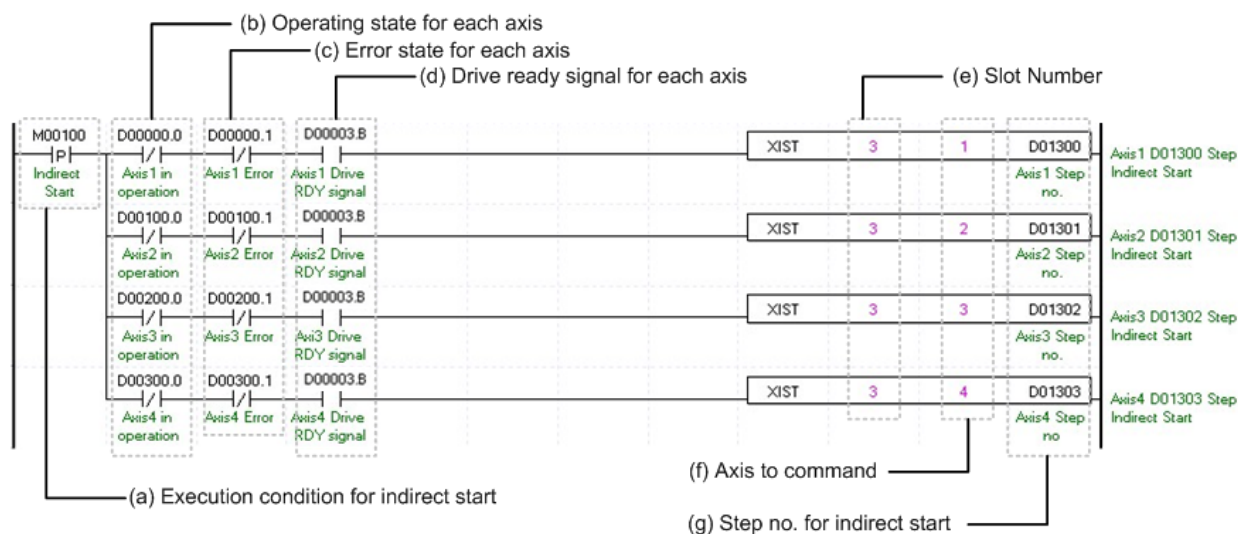 (b) Operating state for each axis
(c) Error state for each axis
(d) Drive ready signal for each axis
(e) Slot Number
M00100
D00000.0
D00000.1
D00003.B
P
XIST
3
1
D01300
Indirect
Start
Axis1 in
operation
Axis1 Error
Axis1 Drive
RDY signal
Axis1 Step
no.
Axis1 D01300 Step
Indirect Start
D00100.0
D00100.1
D00003.B
XIST
3
2
D01301
Axis2 in
operation
Axis2 Error
Axis2 Drive
RDY signal
Axis2 Step
no.
Axis2 D01301 Step
Indirect Start
D00200.0
D00200.1
D00003.B
XIST
3
3
D01302
Axis3 in
operation
Axis3 Error
Axi3 Drive
RDY signal
Axis3 Step
no.
Axis3 D01302 Step
Indirect Start
D00300.0
D00300.1
D00003.B
XIST
3
4
D01303
Axis4 in
operation
Axis4 Error
Axis4 Drive
RDY signal
Axis4 Step
no
Axis4 D01303 Step
Indirect Start
(f) Axis to command
(a) Execution condition for indirect start
(g) Step no. for indirect start